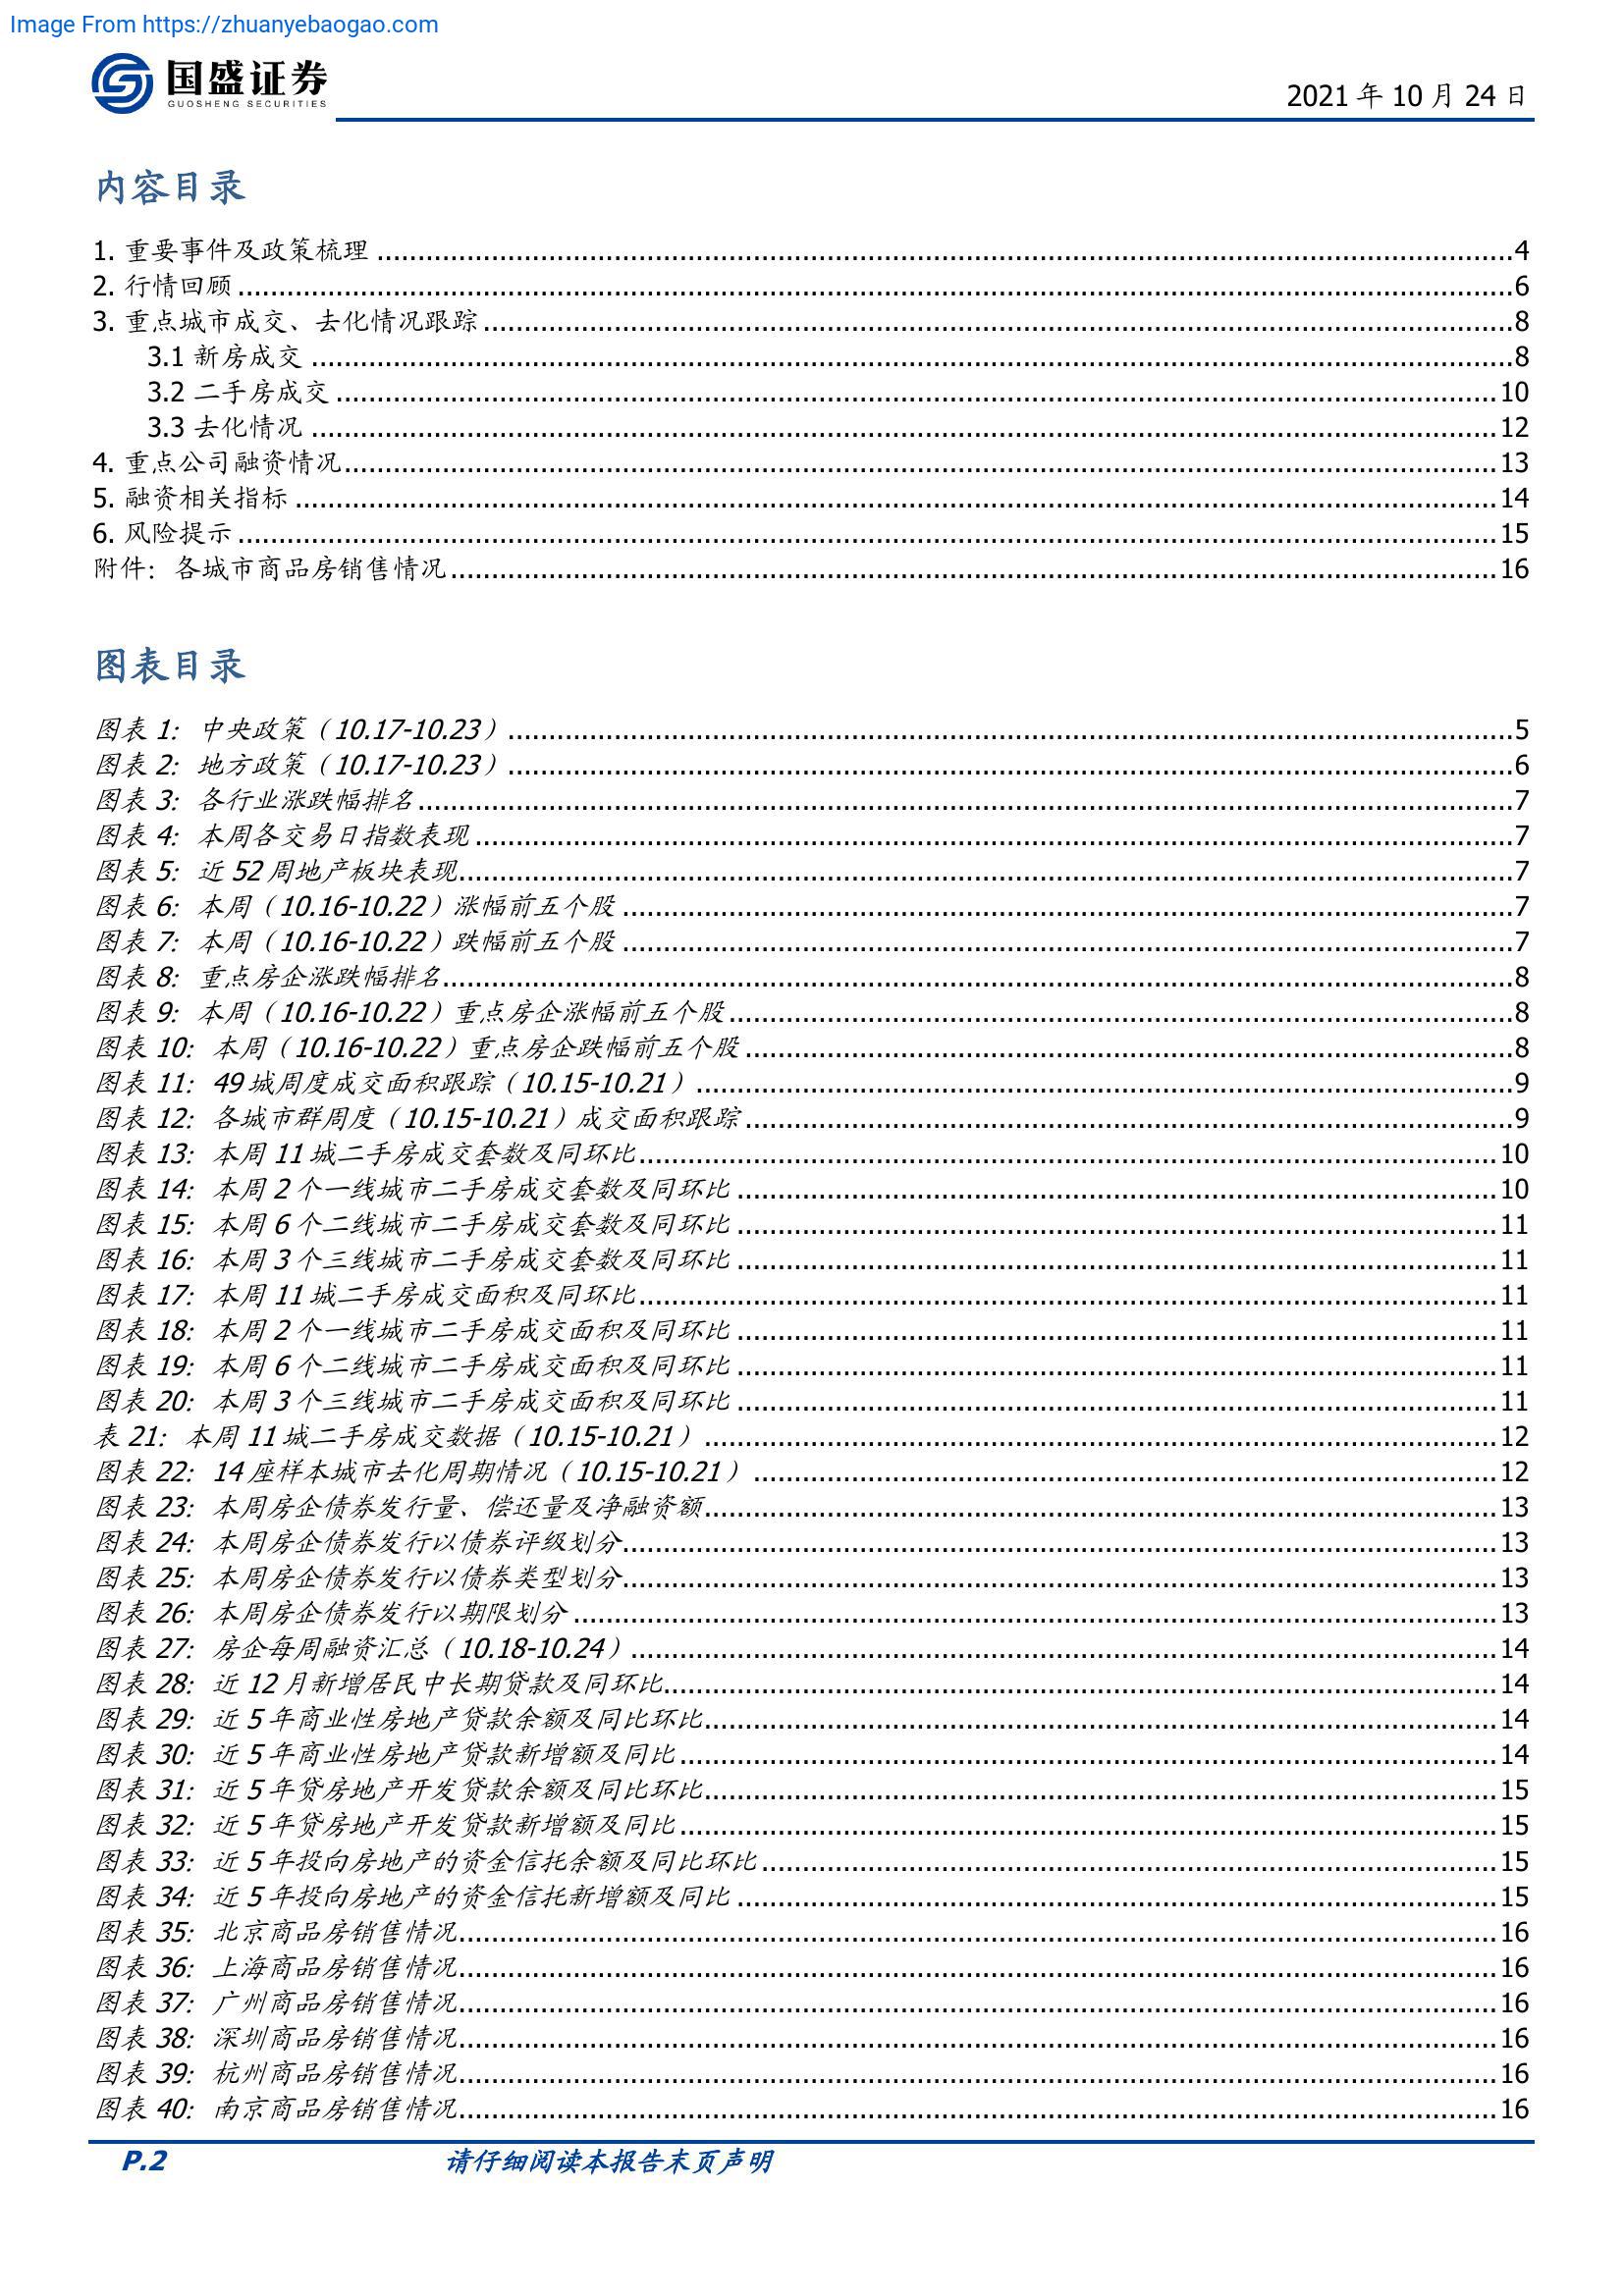 Image From https://zhuanyebaogao.com
国盛证券
GUOSHENG SECURITIES
2021 年 10 月 24 日
内容目录
1. 重要事件及政策梳理 ........ 4
2. 行情回顾 ........ 6
3. 重点城市成交、去化情况跟踪 ........ 8
3.1 新房成交 ........ 8
3.2 二手房成交 ........ 10
3.3 去化情况 ........ 12
4. 重点公司融资情况 ........ 13
5. 融资相关指标 ........ 14
6. 风险提示 ........ 15
附件：各城市商品房销售情况 ........ 16
图表目录
图表 1：中央政策（10.17-10.23） ........ 5
图表 2：地方政策（10.17-10.23） ........ 6
图表 3：各行业涨跌幅排名 ........ 7
图表 4：本周各交易日指数表现 ........ 7
图表 5：近 52 周地产板块表现 ........ 7
图表 6：本周（10.16-10.22）涨幅前五个股 ........ 7
图表 7：本周（10.16-10.22）跌幅前五个股 ........ 7
图表 8：重点房企涨跌幅排名 ........ 8
图表 9：本周（10.16-10.22）重点房企涨幅前五个股 ........ 8
图表 10：本周（10.16-10.22）重点房企跌幅前五个股 ........ 8
图表 11：49 城周度成交面积跟踪（10.15-10.21） ........ 9
图表 12：各城市群周度（10.15-10.21）成交面积跟踪 ........ 9
图表 13：本周 11 城二手房成交套数及同环比 ........ 10
图表 14：本周 2 个一线城市二手房成交套数及同环比 ........ 10
图表 15：本周 6 个二线城市二手房成交套数及同环比 ........ 11
图表 16：本周 3 个三线城市二手房成交套数及同环比 ........ 11
图表 17：本周 11 城二手房成交面积及同环比 ........ 11
图表 18：本周 2 个一线城市二手房成交面积及同环比 ........ 11
图表 19：本周 6 个二线城市二手房成交面积及同环比 ........ 11
图表 20：本周 3 个三线城市二手房成交面积及同环比 ........ 11
表 21：本周 11 城二手房成交数据（10.15-10.21） ........ 12
图表 22：14 座样本城市去化周期情况（10.15-10.21） ........ 12
图表 23：本周房企债券发行量、偿还量及净融资额 ........ 13
图表 24：本周房企债券发行以债券评级划分 ........ 13
图表 25：本周房企债券发行以债券类型划分 ........ 13
图表 26：本周房企债券发行以期限划分 ........ 13
图表 27：房企每周融资汇总（10.18-10.24） ........ 14
图表 28：近 12 月新增居民中长期贷款及同环比 ........ 14
图表 29：近 5 年商业性房地产贷款余额及同比环比 ........ 14
图表 30：近 5 年商业性房地产贷款新增额及同比 ........ 14
图表 31：近 5 年贷房地产开发贷款余额及同比环比 ........ 15
图表 32：近 5 年贷房地产开发贷款新增额及同比 ........ 15
图表 33：近 5 年投向房地产的资金信托余额及同比环比 ........ 15
图表 34：近 5 年投向房地产的资金信托新增额及同比 ........ 15
图表 35：北京商品房销售情况 ........ 16
图表 36：上海商品房销售情况 ........ 16
图表 37：广州商品房销售情况 ........ 16
图表 38：深圳商品房销售情况 ........ 16
图表 39：杭州商品房销售情况 ........ 16
图表 40：南京商品房销售情况 ........ 16
P.2 请仔细阅读本报告末页声明